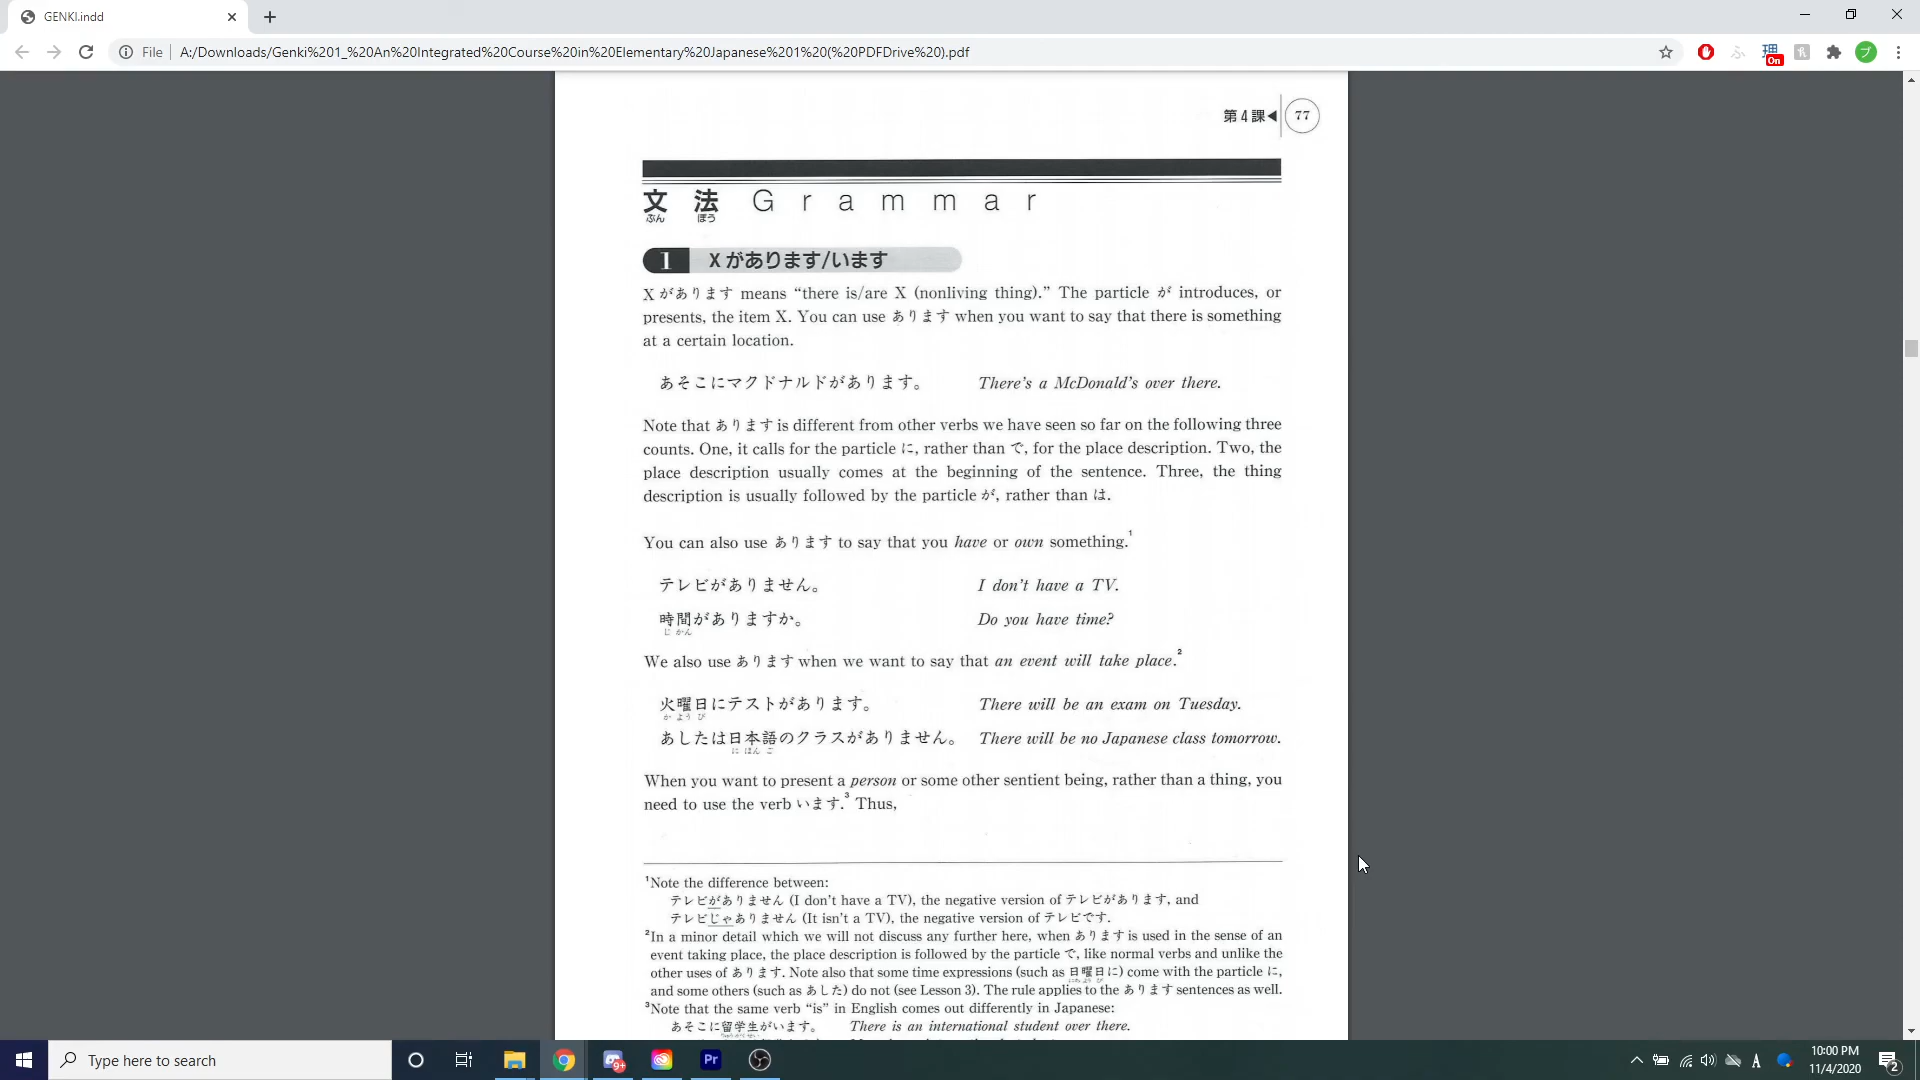 GENKI.indd
File
A:/Downloads/Genki%201_%20An%20Integrated%20Course%20in%20Elementary%20Japanese%201%20(%20PDFDrive%20).pdf
On
第4課 77
文法 Grammar
ぶん ぽう
1 Xがあります/います
Xがあります means “there is/are X (nonliving thing).” The particle が introduces, or
presents, the item X. You can use あります when you want to say that there is something
at a certain location.
あそこにマクドナルドがあります。 There's a McDonald's over there.
Note that あります is different from other verbs we have seen so far on the following three
counts. One, it calls for the particle に, rather than で, for the place description. Two, the
place description usually comes at the beginning of the sentence. Three, the thing
description is usually followed by the particle が, rather than は.
You can also use あります to say that you have or own something.¹
テレビがありません。 I don't have a TV.
時間がありますか。 Do you have time?
じ かん
We also use あります when we want to say that an event will take place.²
火曜日にテストがあります。 There will be an exam on Tuesday.
か よう び
あしたは日本語のクラスがありません。 There will be no Japanese class tomorrow.
に ほん ご
When you want to present a person or some other sentient being, rather than a thing, you
need to use the verb います.³ Thus,
¹Note the difference between:
テレビがありません (I don't have a TV), the negative version of テレビがあります, and
テレビじゃありません (It isn't a TV), the negative version of テレビです.
²In a minor detail which we will not discuss any further here, when あります is used in the sense of an
event taking place, the place description is followed by the particle で, like normal verbs and unlike the
other uses of あります. Note also that some time expressions (such as 日曜日に) come with the particle に,
and some others (such as あした) do not (see Lesson 3). The rule applies to the あります sentences as well.
³Note that the same verb “is” in English comes out differently in Japanese:
あそこに留学生がいます。 There is an international student over there.
Type here to search
9+
Pr
10:00 PM
11/4/2020
2